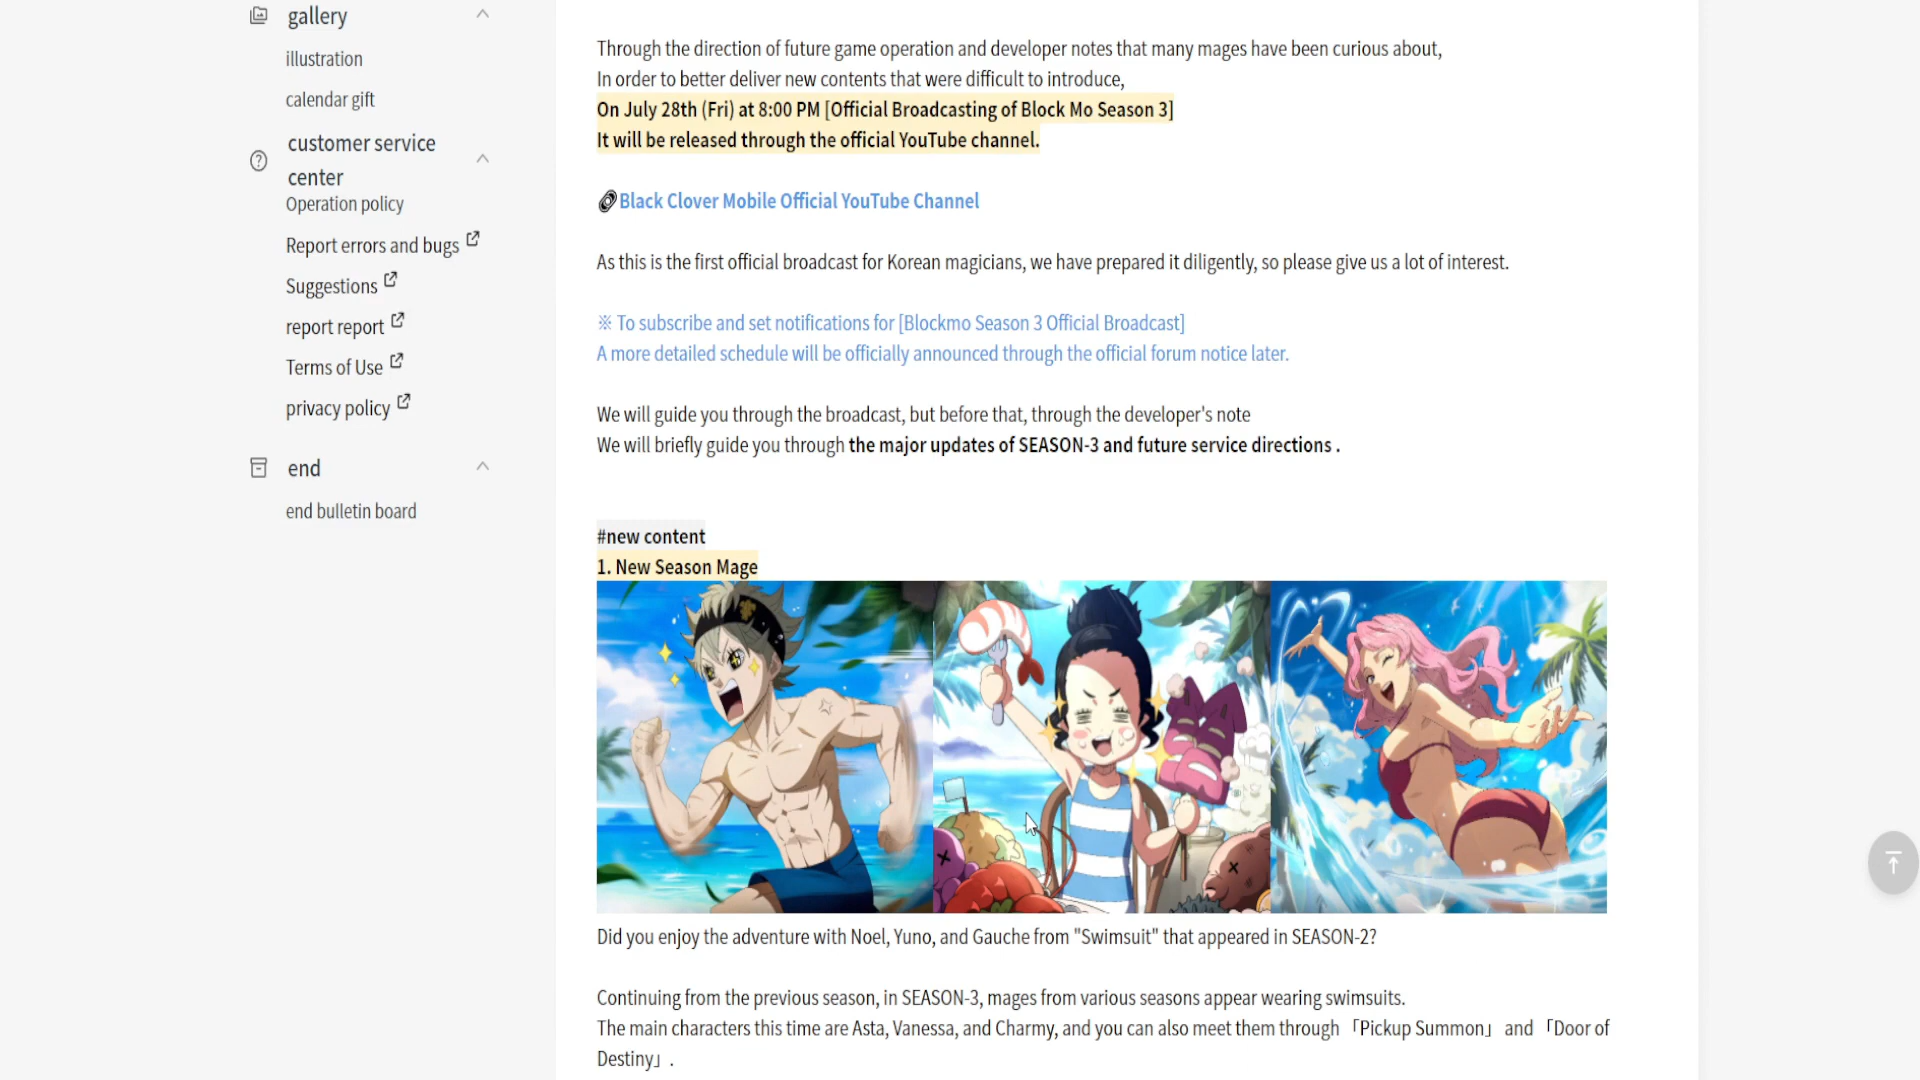 gallery
illustration
calendar gift
customer service
center
Operation policy
Report errors and bugs
Suggestions
report report
Terms of Use
privacy policy
end
end bulletin board
Through the direction of future game operation and developer notes that many mages have been curious about,
In order to better deliver new contents that were difficult to introduce,
On July 28th (Fri) at 8:00 PM [Official Broadcasting of Block Mo Season 3]
It will be released through the official YouTube channel.
Black Clover Mobile Official YouTube Channel
As this is the first official broadcast for Korean magicians, we have prepared it diligently, so please give us a lot of interest.
※ To subscribe and set notifications for [Blockmo Season 3 Official Broadcast]
A more detailed schedule will be officially announced through the official forum notice later.
We will guide you through the broadcast, but before that, through the developer's note
We will briefly guide you through the major updates of SEASON-3 and future service directions .
#new content
1. New Season Mage
Did you enjoy the adventure with Noel, Yuno, and Gauche from "Swimsuit" that appeared in SEASON-2?
Continuing from the previous season, in SEASON-3, mages from various seasons appear wearing swimsuits.
The main characters this time are Asta, Vanessa, and Charmy, and you can also meet them through 「Pickup Summon」 and 「Door of
Destiny」 .